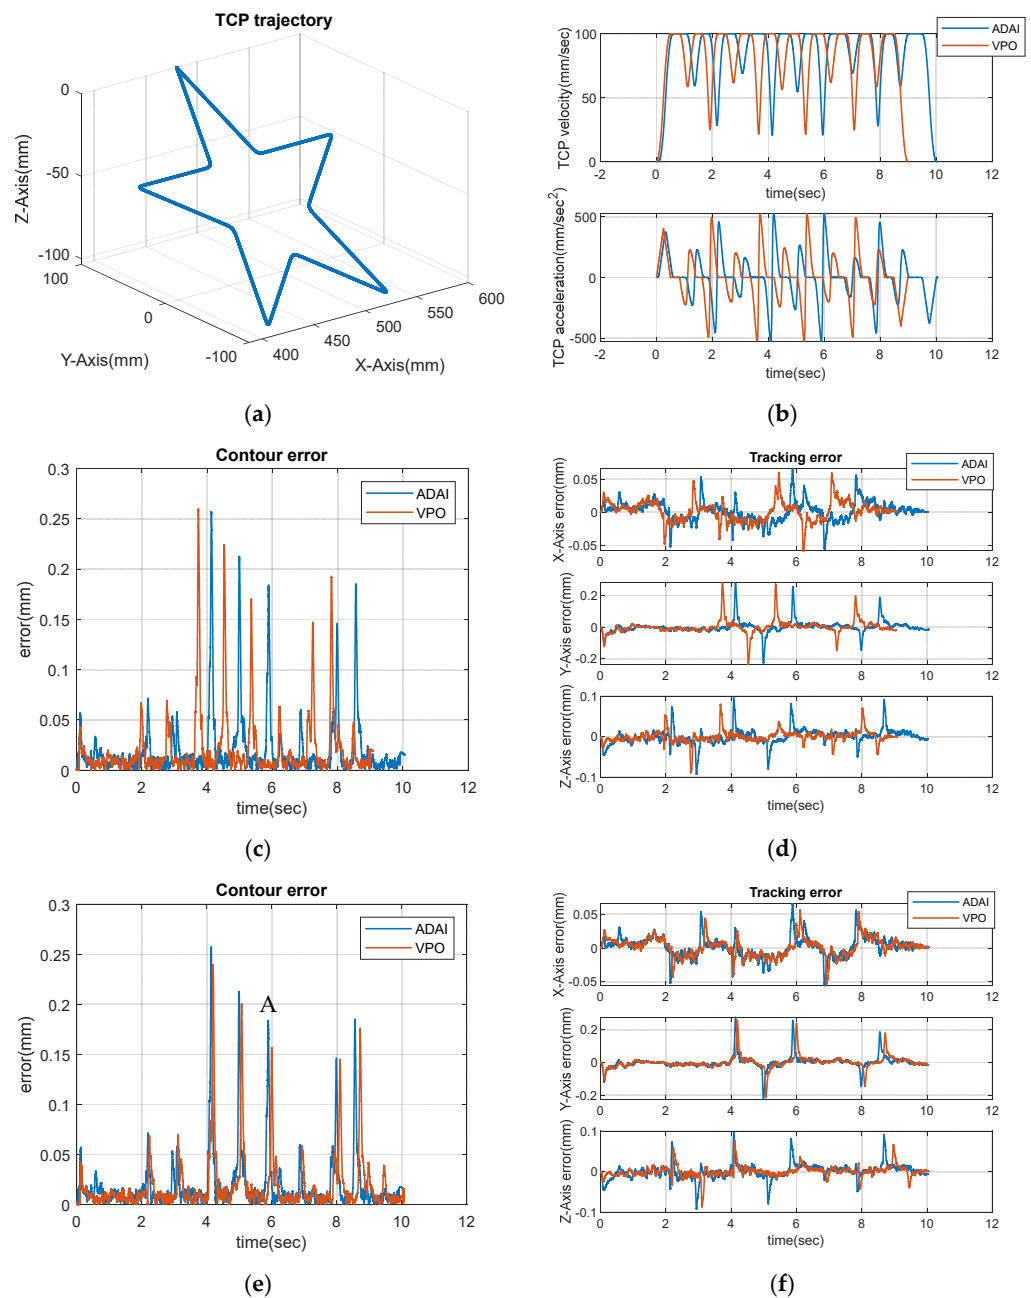 TCP trajectory
0
-50
-100
Z-Axis(mm)
100
0
-100
Y-Axis(mm)
400
450
500
550
600
X-Axis(mm)
(a)
ADAI
VPO
100
50
0
TCP velocity(mm/sec)
-2 0 2 4 6 8 10 12
time(sec)
500
0
-500
TCP acceleration(mm/sec²)
-2 0 2 4 6 8 10 12
time(sec)
(b)
Contour error
ADAI
VPO
0.3
0.25
0.2
0.15
0.1
0.05
0
error(mm)
0 2 4 6 8 10 12
time(sec)
(c)
Tracking error
ADAI
VPO
0.05
0
-0.05
X-Axis error(mm)
0 2 4 6 8 10 12
0.2
0
-0.2
Y-Axis error(mm)
0 2 4 6 8 10 12
0.1
0
-0.1
Z-Axis error(mm)
0 2 4 6 8 10 12
time(sec)
(d)
Contour error
ADAI
VPO
0.3
0.25
0.2
0.15
0.1
0.05
0
error(mm)
A
0 2 4 6 8 10 12
time(sec)
(e)
Tracking error
ADAI
VPO
0.05
0
-0.05
X-Axis error(mm)
0 2 4 6 8 10 12
0.2
0
-0.2
Y-Axis error(mm)
0 2 4 6 8 10 12
0.1
0
-0.1
Z-Axis error(mm)
0 2 4 6 8 10 12
time(sec)
(f)